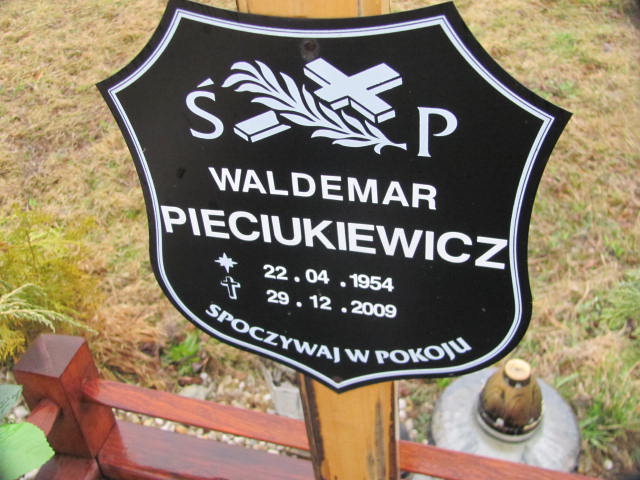 Ś P
WALDEMAR
PIECIUKIEWICZ
22.04.1954
29.12.2009
SPOCZYWAJ W POKOJU